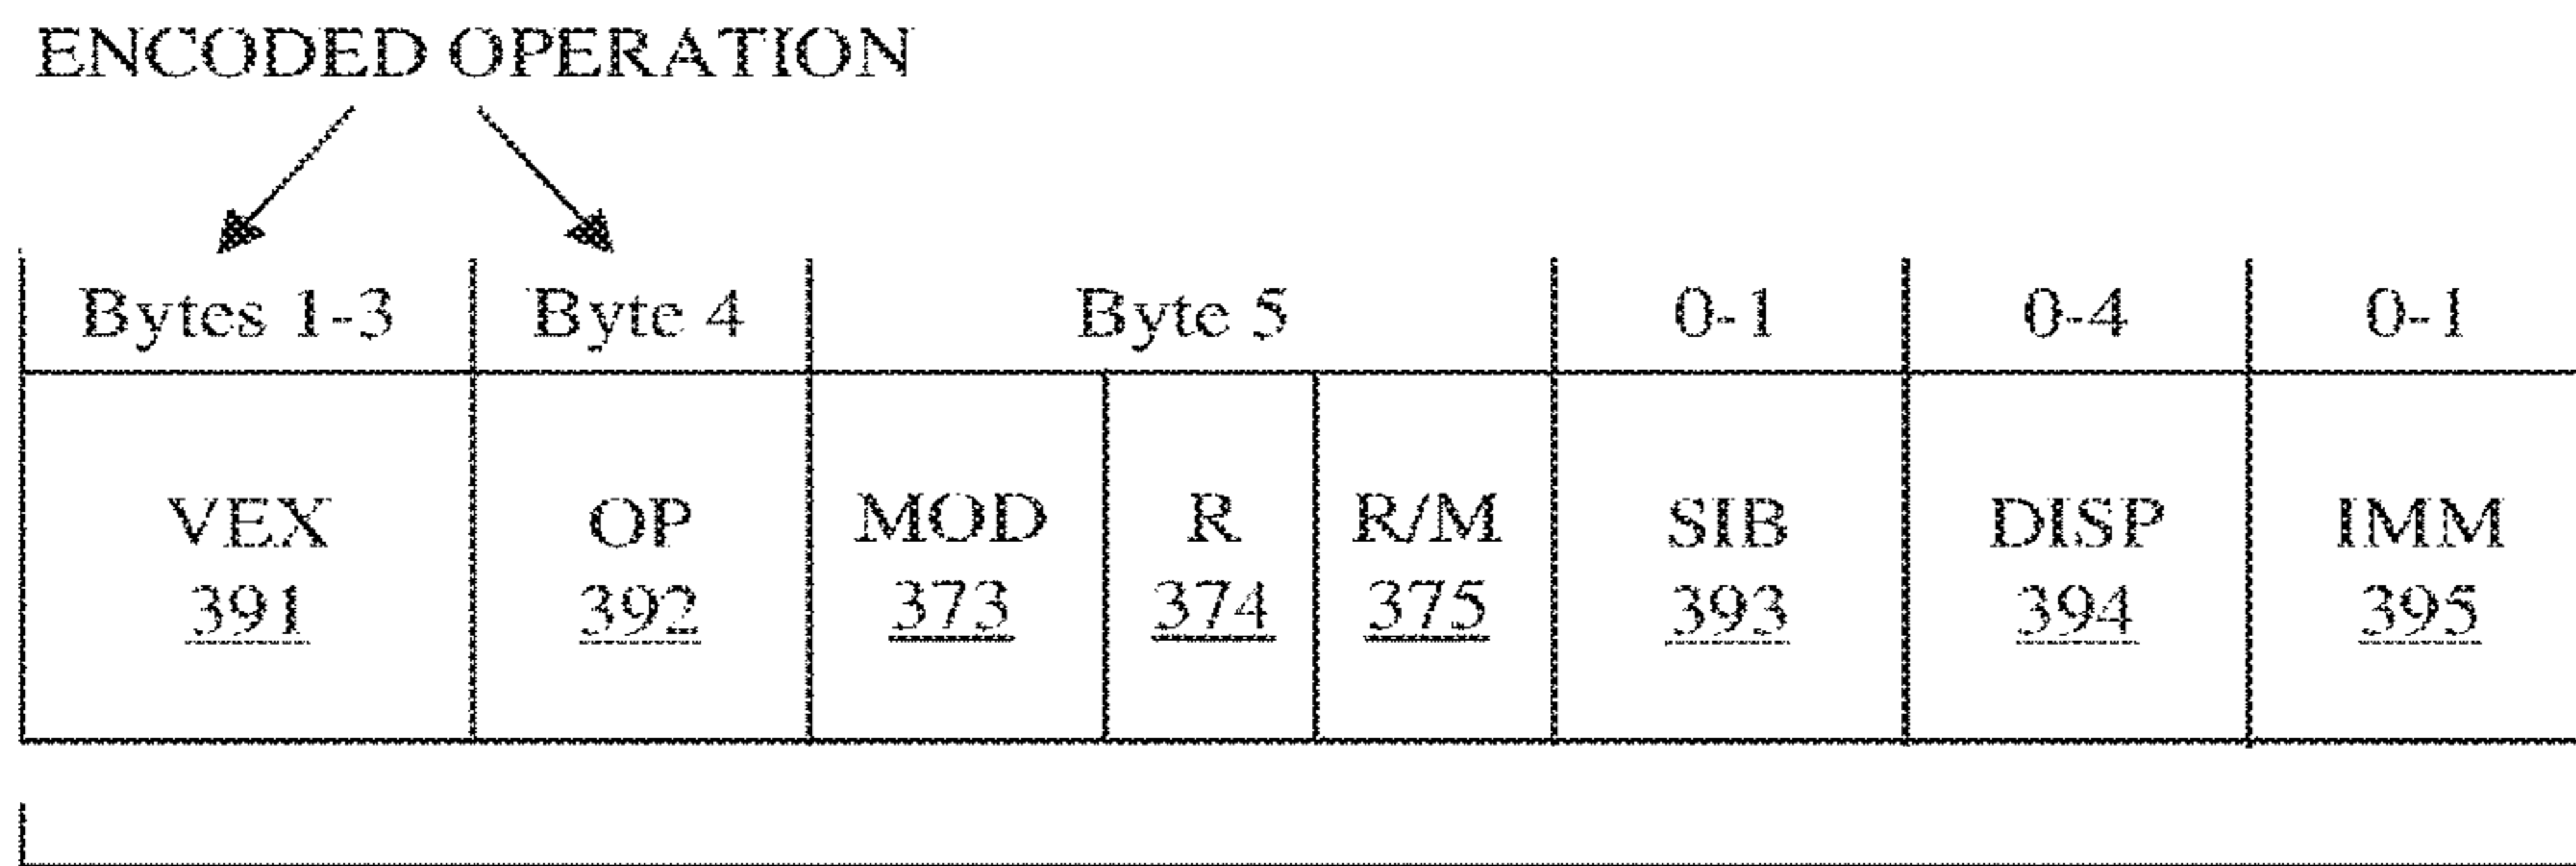 ENCODED OPERATION
Bytes 1-3 Byte 4 Byte 5 0-1 0-4 0-1
VEX OP MOD R R/M SIB DISP IMM
391 392 373 374 375 393 394 395